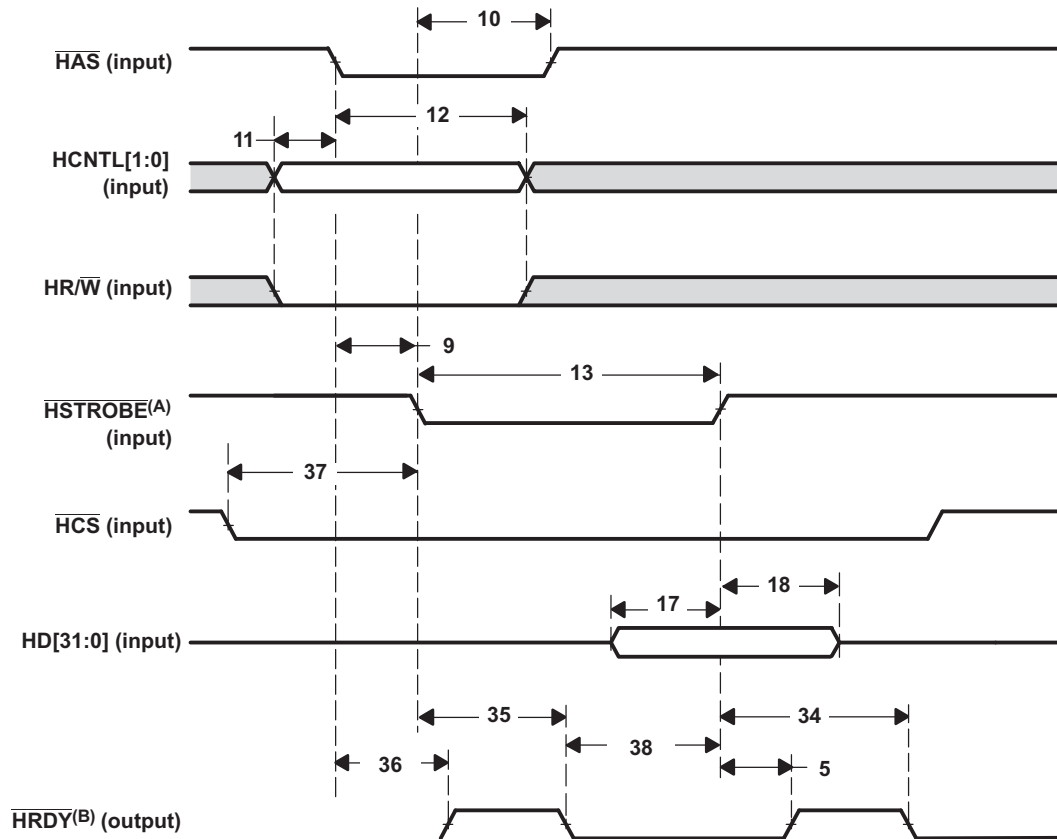 10
HAS (input)
12
11
HCNTL[1:0]
(input)
HR/W (input)
9
13
HSTROBE(A)
(input)
37
HCS (input)
18
17
HD[31:0] (input)
35
34
38
36
5
HRDY(B) (output)